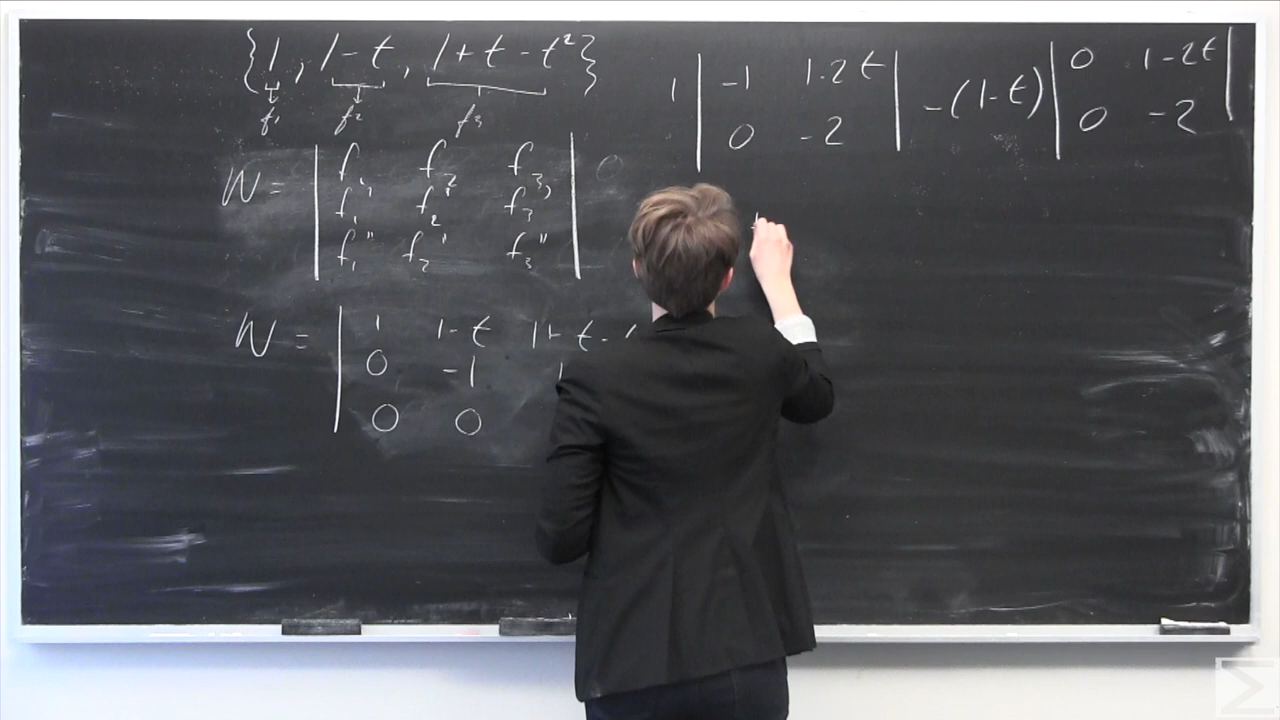 {1, 1-t, 1+t-t²}
f₁ f₂ f₃
W = | f₁ f₂ f₃ |
| f₁' f₂' f₃' |
| f₁'' f₂'' f₃'' |
W = | 1 1-t 1+t-
| 0 -1 1
| 0 0
1 | -1 1-2t | -(1-t) | 0 1-2t |
| 0 -2 | | 0 -2 |
Σ